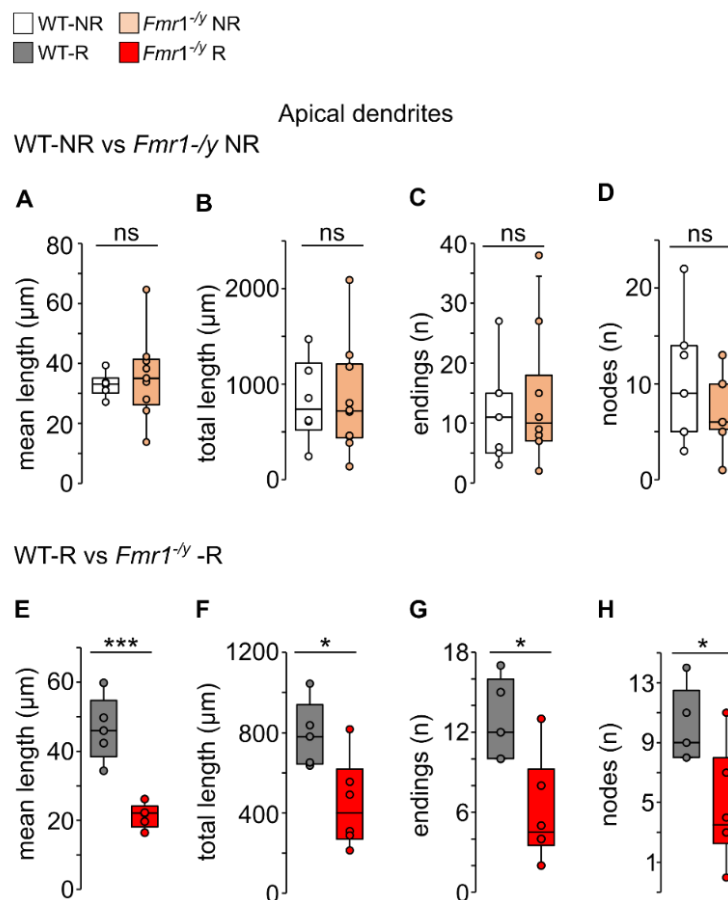 WT-NR Fmr1-/y NR
WT-R Fmr1-/y R
Apical dendrites
WT-NR vs Fmr1-/y NR
A B C D
ns ns ns ns
mean length (µm)
80
60
40
20
0
total length (µm)
2000
1000
0
endings (n)
40
30
20
10
0
nodes (n)
20
10
0
WT-R vs Fmr1-/y -R
E F G H
*** * * *
mean length (µm)
60
40
20
0
total length (µm)
1200
800
400
0
endings (n)
18
12
6
0
nodes (n)
13
9
5
1